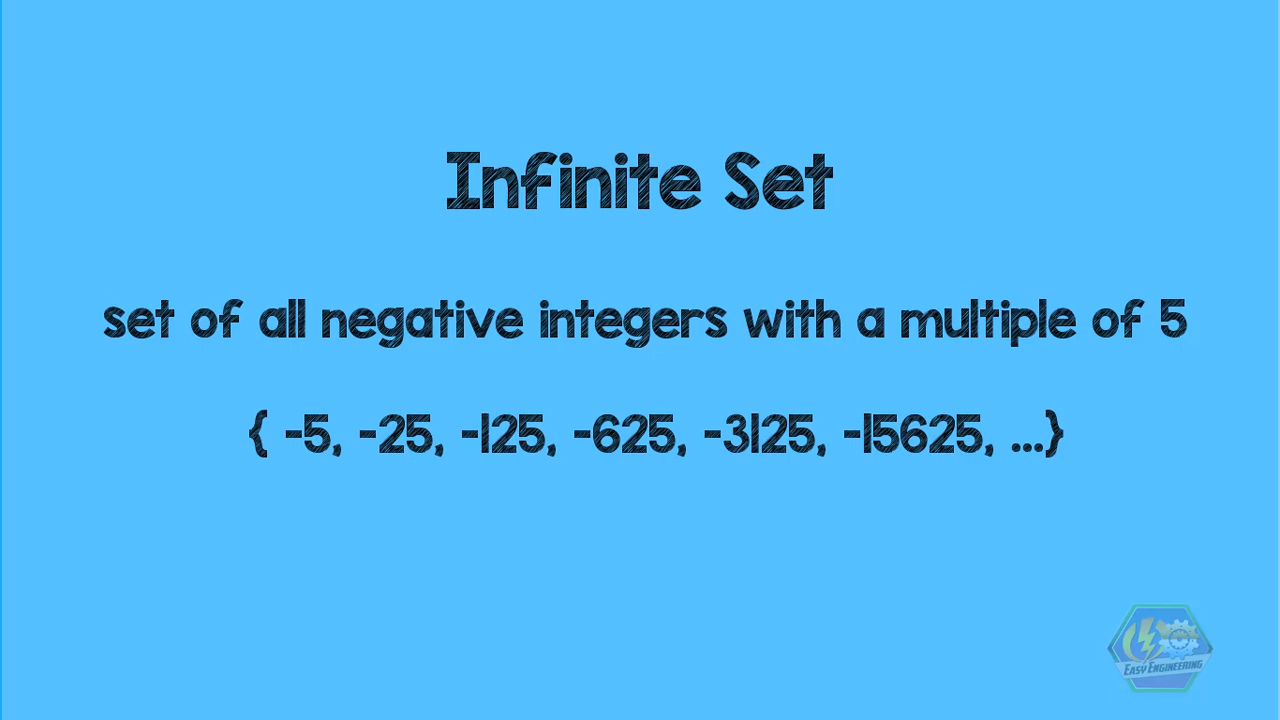 Infinite Set
set of all negative integers with a multiple of 5
{ -5, -25, -125, -625, -3125, -15625, ...}
EASY ENGINEERING